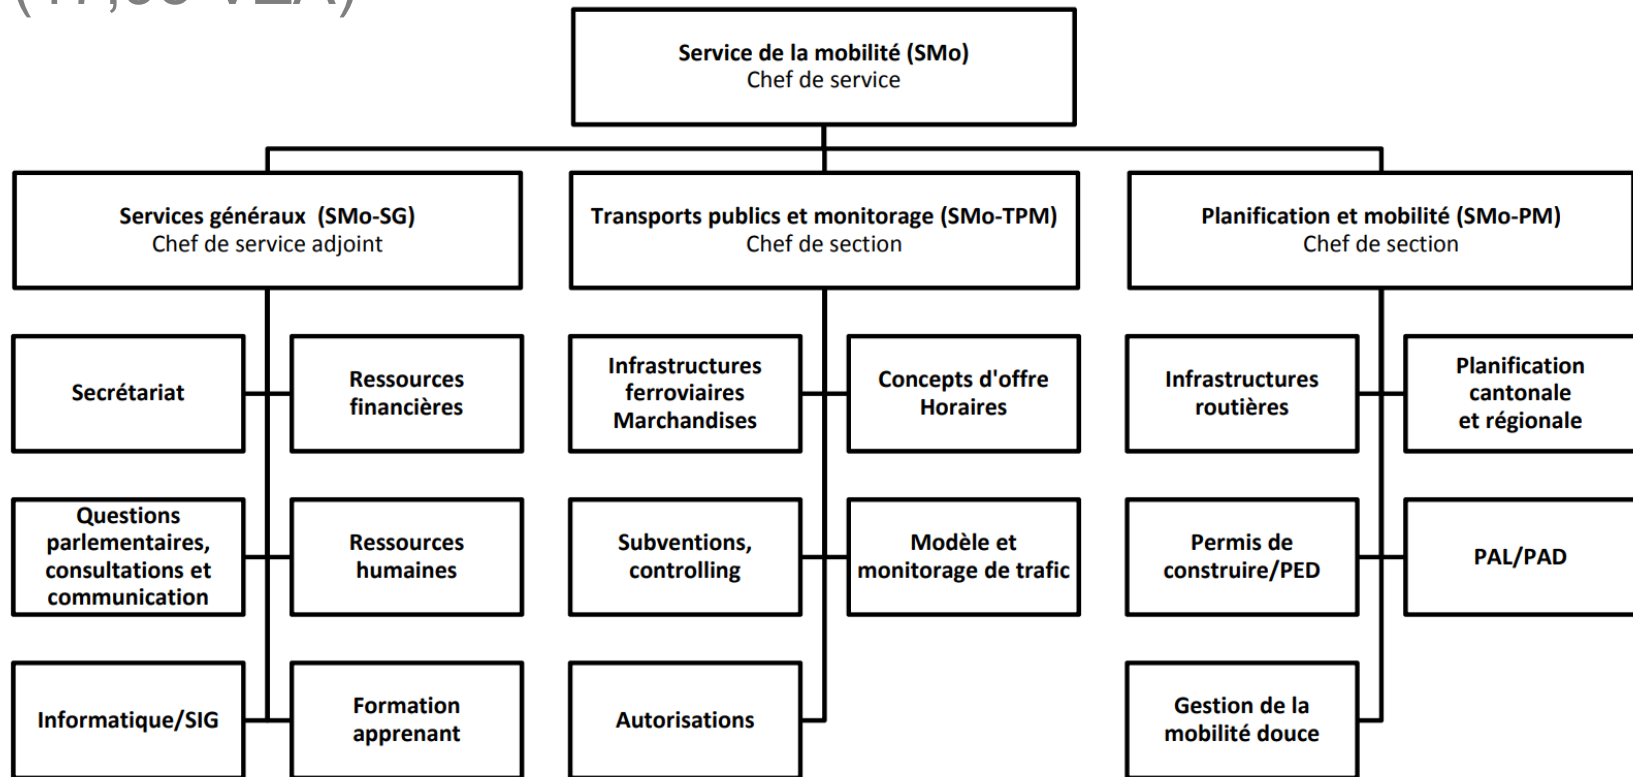 Service de la mobilité (SMo)
Chef de service
Services généraux (SMo-SG)
Chef de service adjoint
Transports publics et monitorage (SMo-TPM)
Chef de section
Planification et mobilité (SMo-PM)
Chef de section
Secrétariat
Ressources
financières
Infrastructures
ferroviaires
Marchandises
Concepts d'offre
Horaires
Infrastructures
routières
Planification
cantonale
et régionale
Questions
parlementaires,
consultations et
communication
Ressources
humaines
Subventions,
controlling
Modèle et
monitorage de trafic
Permis de
construire/PED
PAL/PAD
Informatique/SIG
Formation
apprenant
Autorisations
Gestion de la
mobilité douce